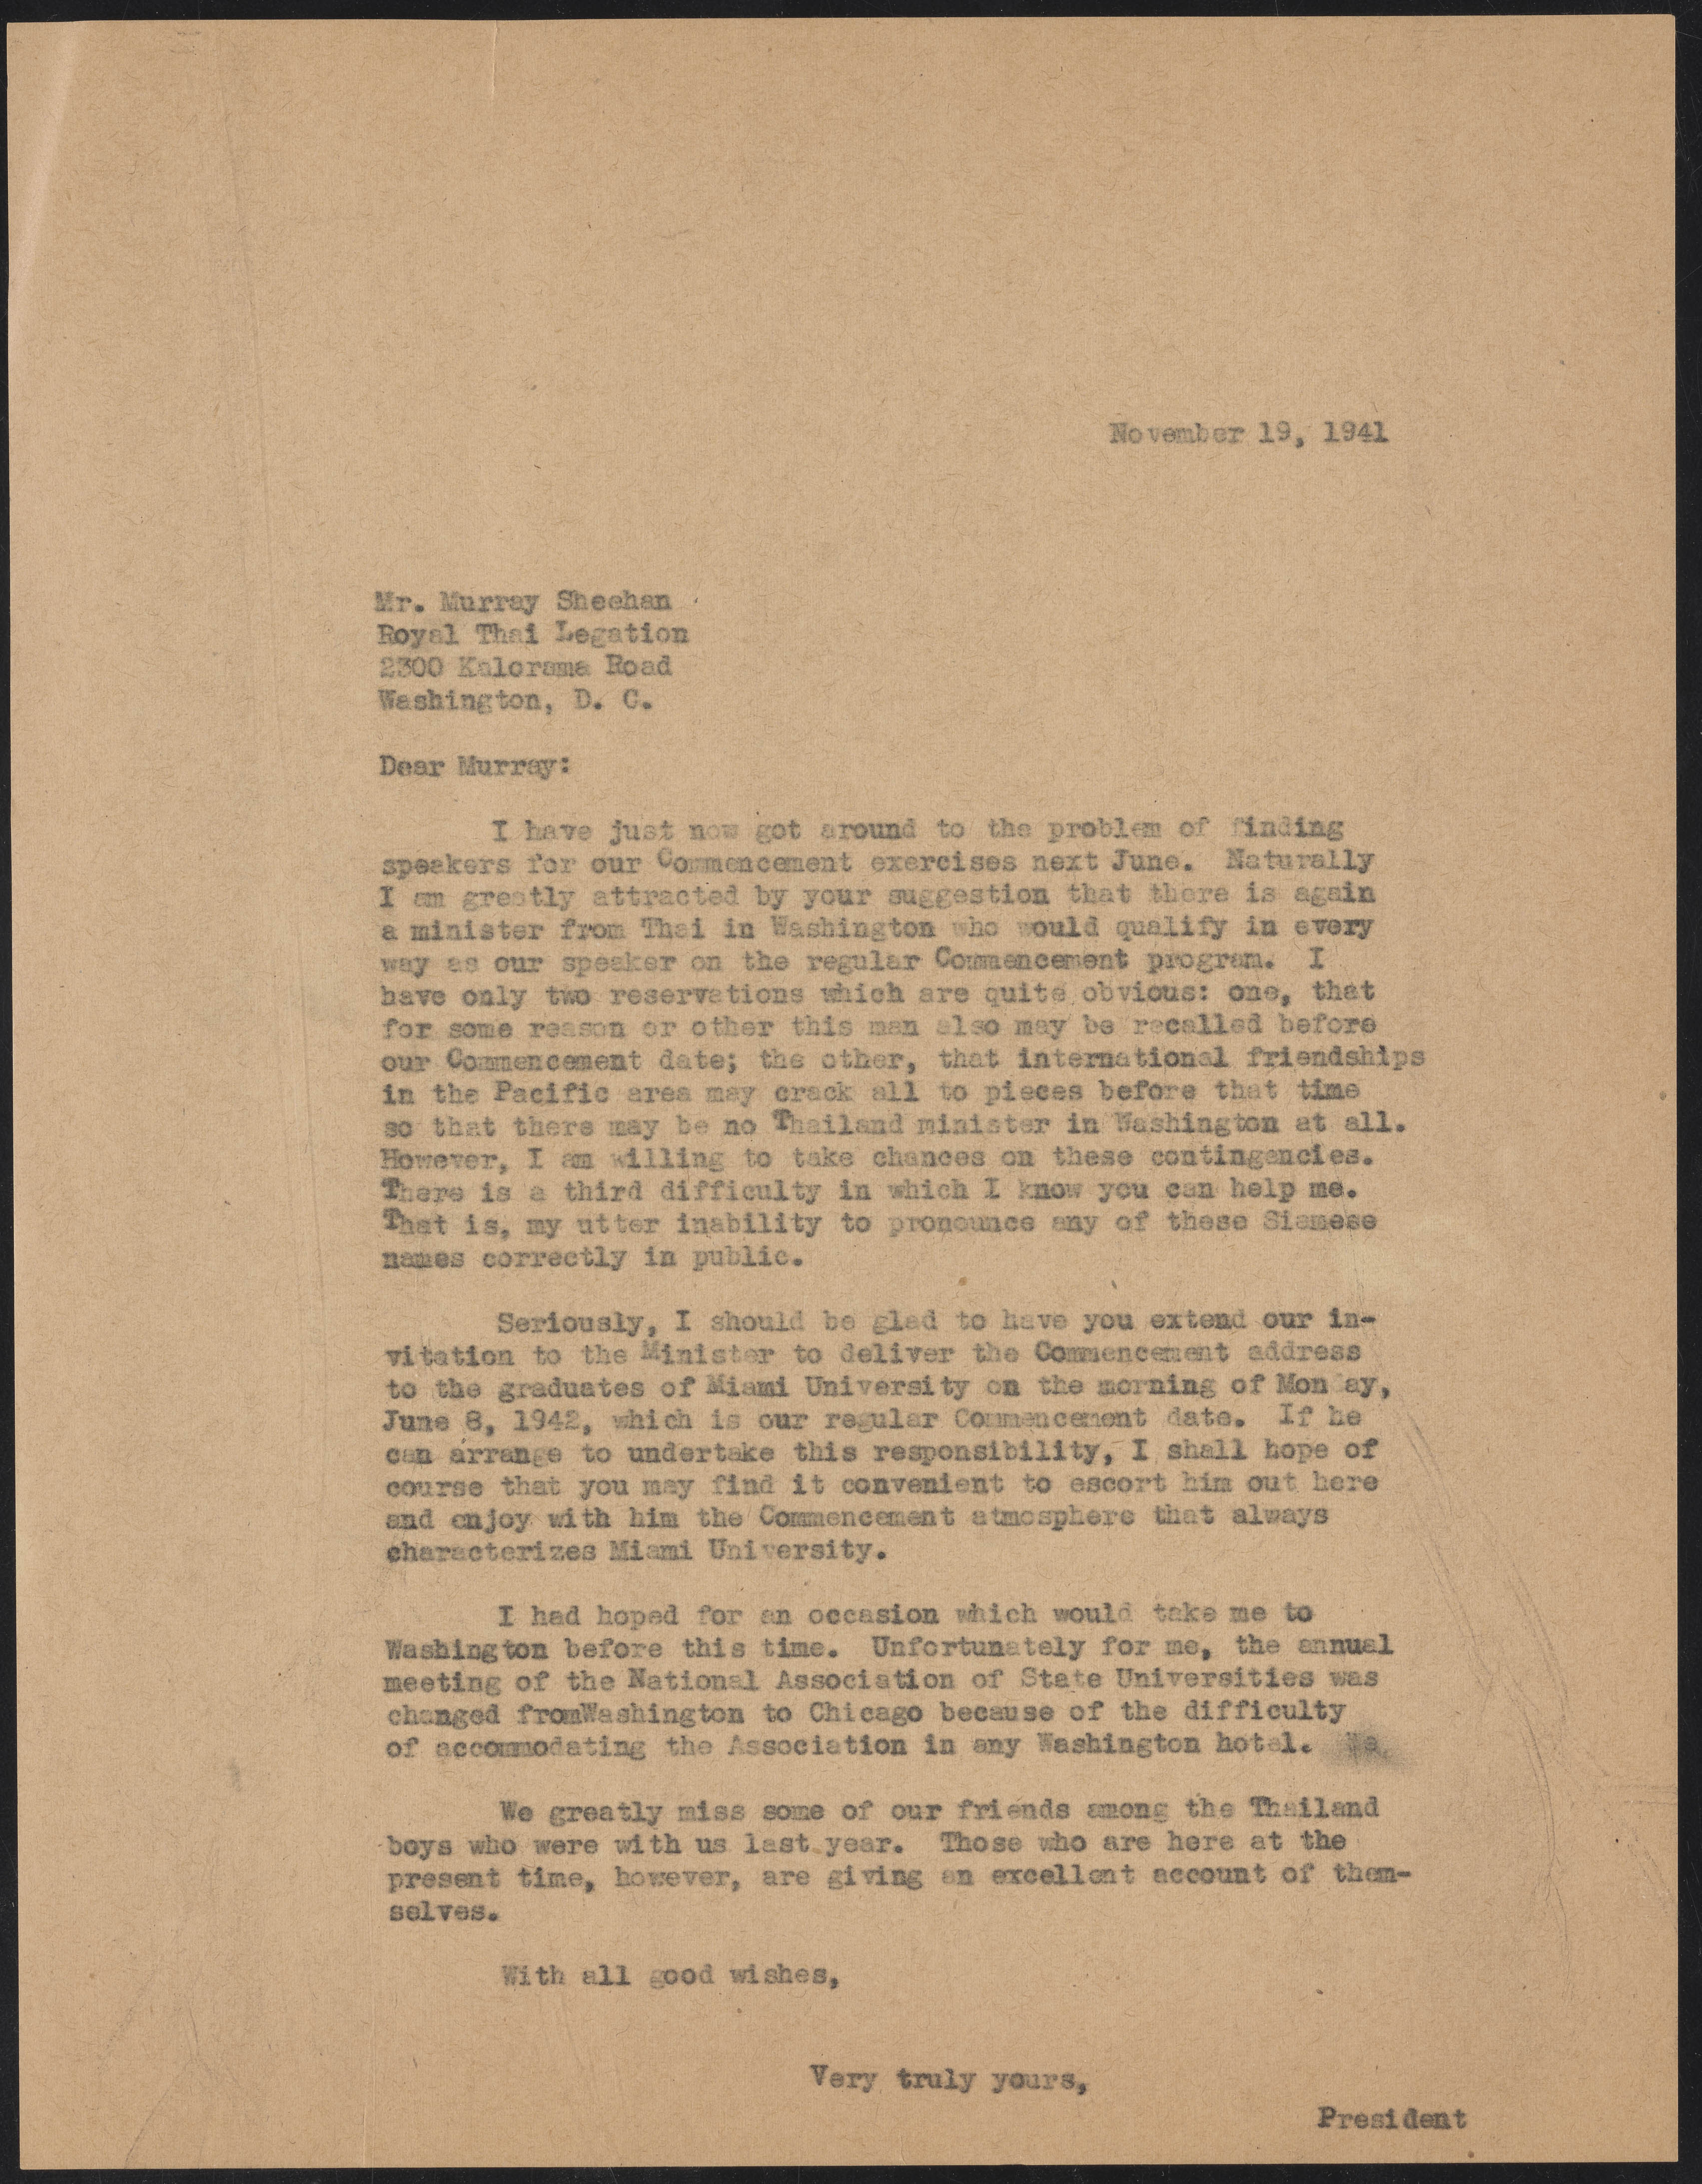 November 19, 1941
Mr. Murray Sheehan
Royal Thai Legation
2300 Kalorama Road
Washington, D. C.
Dear Murray:
I have just now got around to the problem of finding
speakers for our Commencement exercises next June. Naturally
I am greatly attracted by your suggestion that there is again
a minister from Thai in Washington who would qualify in every
way as our speaker on the regular Commencement program. I
have only two reservations which are quite obvious: one, that
for some reason or other this man also may be recalled before
our Commencement date; the other, that international friendships
in the Pacific area may crack all to pieces before that time
so that there may be no Thailand minister in Washington at all.
However, I am willing to take chances on these contingencies.
There is a third difficulty in which I know you can help me.
That is, my utter inability to pronounce any of these Siamese
names correctly in public.
Seriously, I should be glad to have you extend our in-
vitation to the Minister to deliver the Commencement address
to the graduates of Miami University on the morning of Monday,
June 8, 1942, which is our regular Commencement date. If he
can arrange to undertake this responsibility, I shall hope of
course that you may find it convenient to escort him out here
and enjoy with him the Commencement atmosphere that always
characterizes Miami University.
I had hoped for an occasion which would take me to
Washington before this time. Unfortunately for me, the annual
meeting of the National Association of State Universities was
changed fromWashington to Chicago because of the difficulty
of accommodating the Association in any Washington hotel.
We greatly miss some of our friends among the Thailand
boys who were with us last year. Those who are here at the
present time, however, are giving an excellent account of them-
selves.
With all good wishes,
Very truly yours,
President